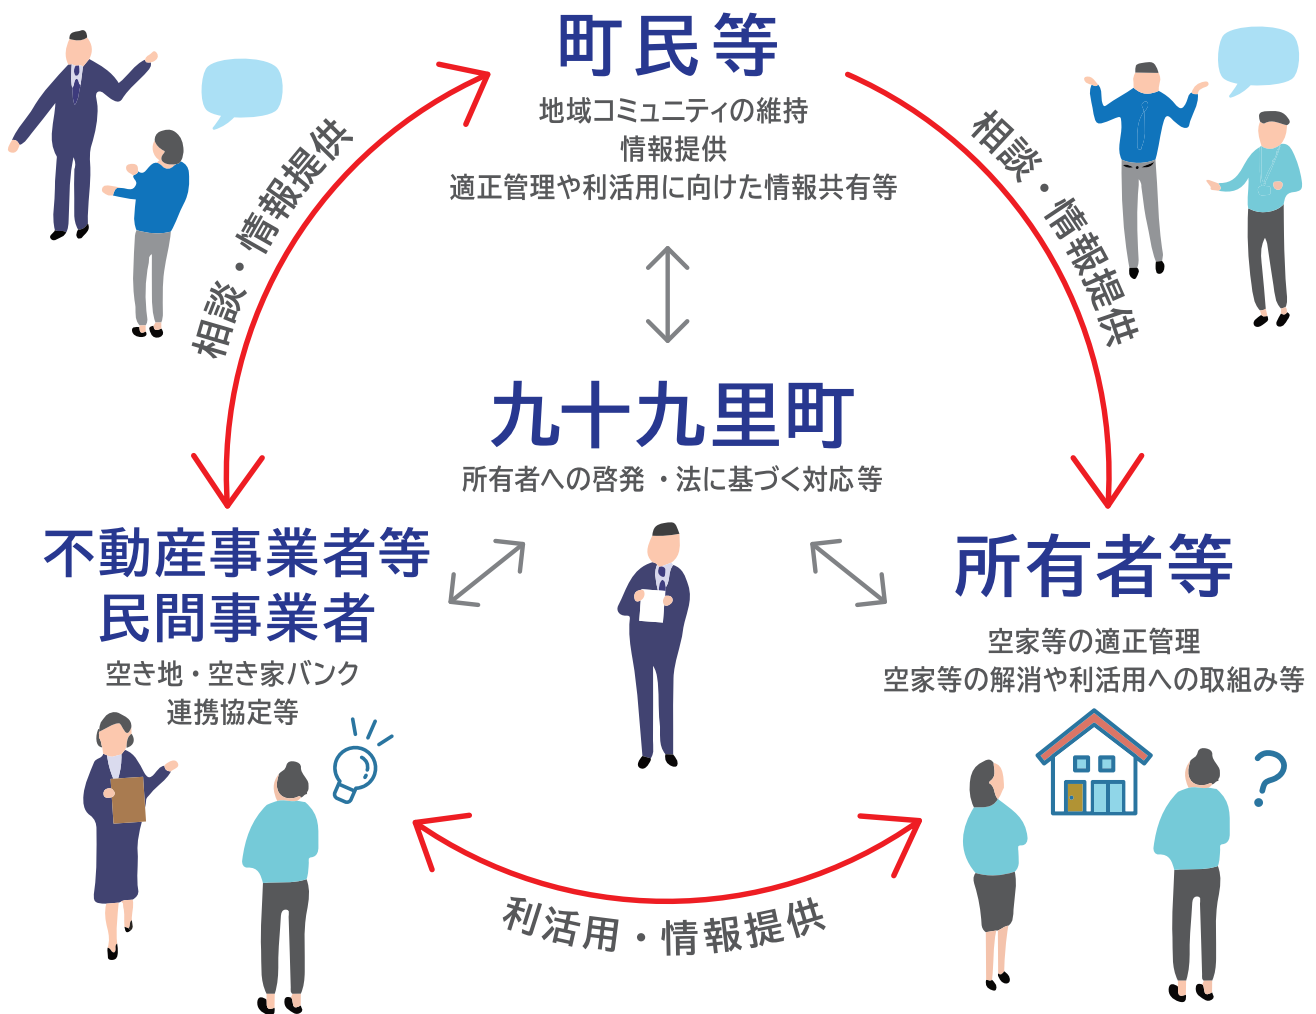 町民等
地域コミュニティの維持
情報提供
適正管理や利活用に向けた情報共有等
相談・情報提供
相談・情報提供
九十九里町
所有者への啓発・法に基づく対応等
不動産事業者等
民間事業者
空き地・空き家バンク
連携協定等
所有者等
空家等の適正管理
空家等の解消や利活用への取組み等
利活用・情報提供